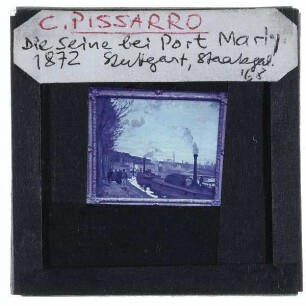 C. PISSARRO
Die Seine bei Port Marly
1872 Stuttgart, Staatsgal.
'63